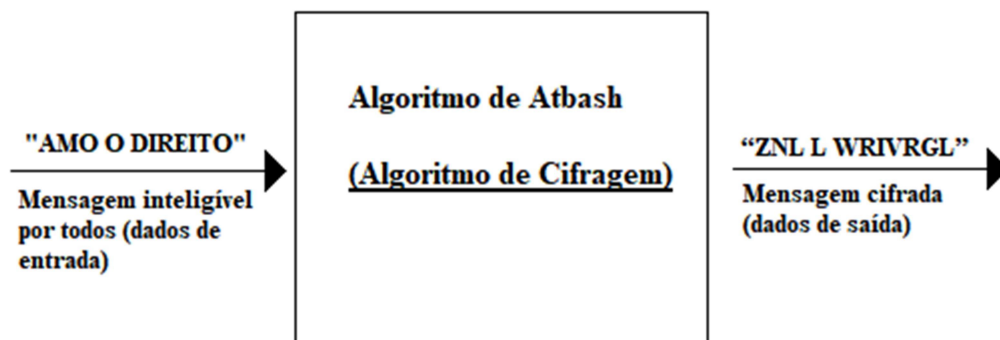 "AMO O DIREITO"
Mensagem inteligível
por todos (dados de
entrada)
Algoritmo de Atbash
(Algoritmo de Cifragem)
“ZNL L WRIVRGL”
Mensagem cifrada
(dados de saída)